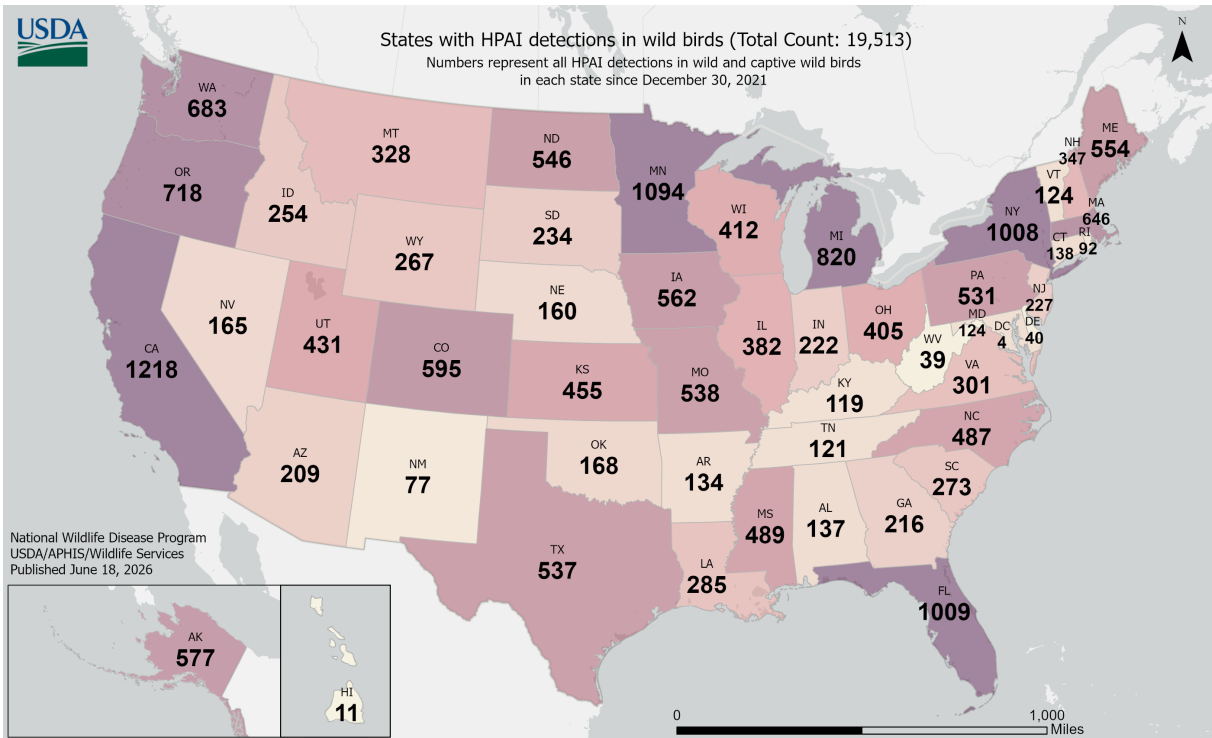 USDA
States with HPAI detections in wild birds (Total Count: 19,513)
Numbers represent all HPAI detections in wild and captive wild birds
in each state since December 30, 2021
N
WA
683
OR
718
CA
1218
ID
254
NV
165
MT
328
WY
267
UT
431
AZ
209
CO
595
NM
77
ND
546
SD
234
NE
160
KS
455
OK
168
TX
537
MN
1094
IA
562
MO
538
AR
134
LA
285
WI
412
IL
382
MS
489
MI
820
IN
222
OH
405
KY
119
TN
121
AL
137
GA
216
FL
1009
SC
273
NC
487
VA
301
WV
39
MD
124
DC
4
DE
40
NJ
227
PA
531
NY
1008
CT
138
RI
92
MA
646
VT
124
NH
347
ME
554
National Wildlife Disease Program
USDA/APHIS/Wildlife Services
Published June 18, 2026
AK
577
HI
11
0
1,000
Miles